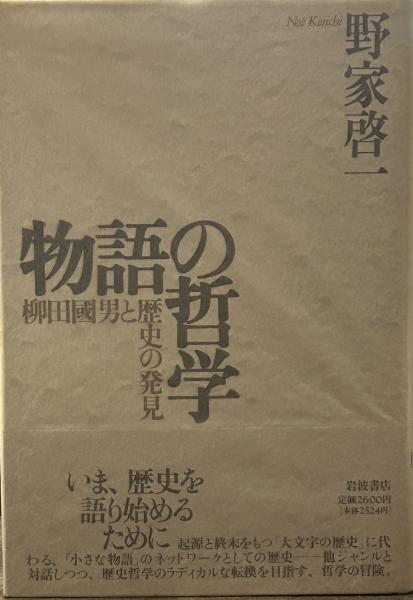 Noë Keiichi
野家啓一
物語の哲学
柳田國男と歴史の発見
いま、歴史を
語り始める
ために
起源と終末をもつ「大文字の歴史」に代
わる、「小さな物語」のネットワークとしての歴史——他ジャンルと
対話しつつ、歴史哲学のラディカルな転換を目指す、哲学の冒険。
岩波書店
定価2600円
[本体2524円]